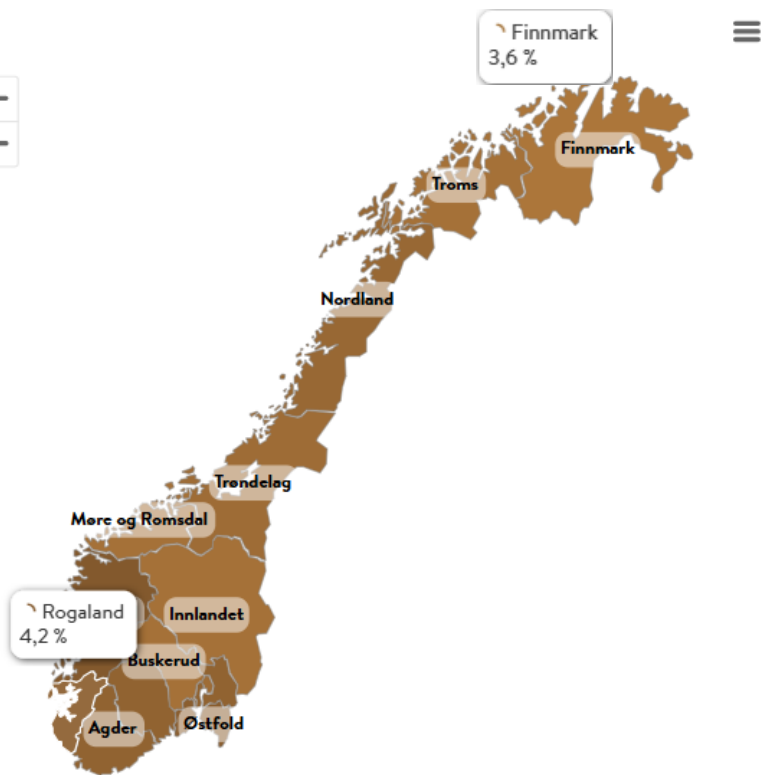 Finnmark
3,6 %
Finnmark
Troms
Nordland
Trøndelag
Møre og Romsdal
Rogaland
4,2 %
Innlandet
Buskerud
Agder
Østfold